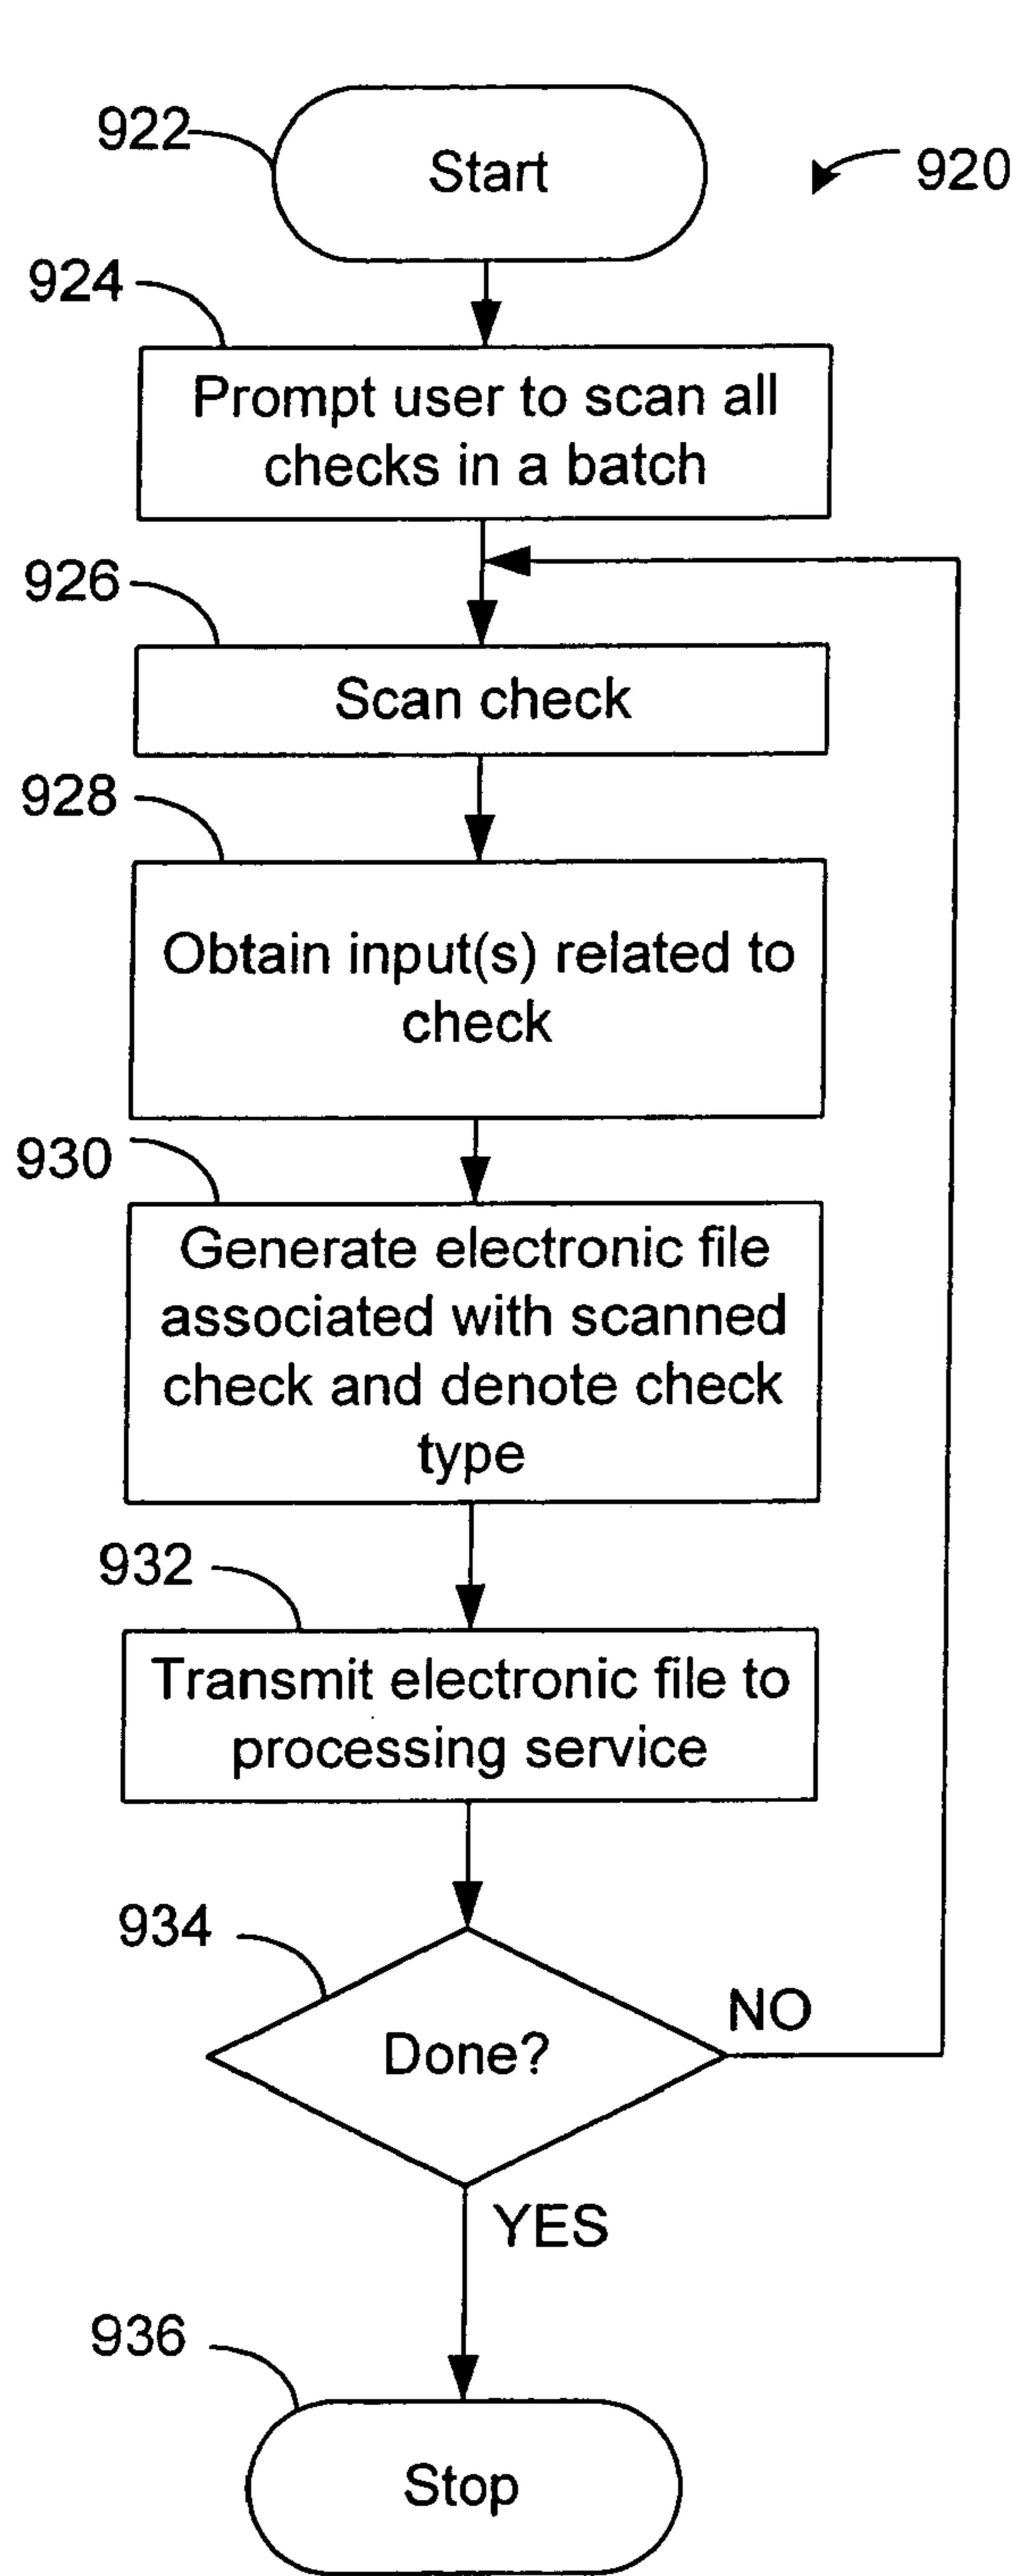 922
Start
920
924
Prompt user to scan all
checks in a batch
926
Scan check
928
Obtain input(s) related to
check
930
Generate electronic file
associated with scanned
check and denote check
type
932
Transmit electronic file to
processing service
934
Done?
NO
YES
936
Stop